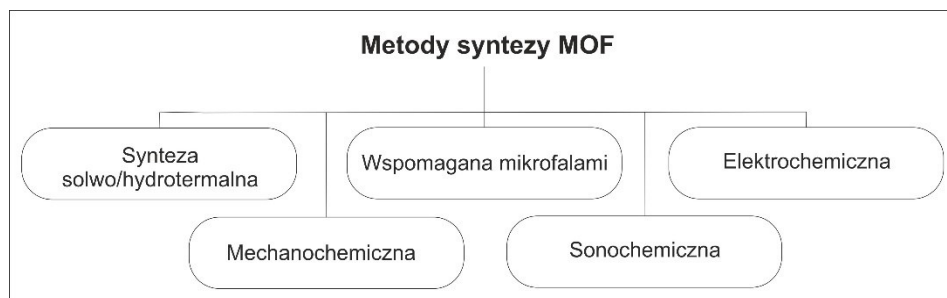 Metody syntezy MOF
Synteza
solwo/hydrotermalna
Wspomagana mikrofalami
Elektrochemiczna
Mechanochemiczna
Sonochemiczna